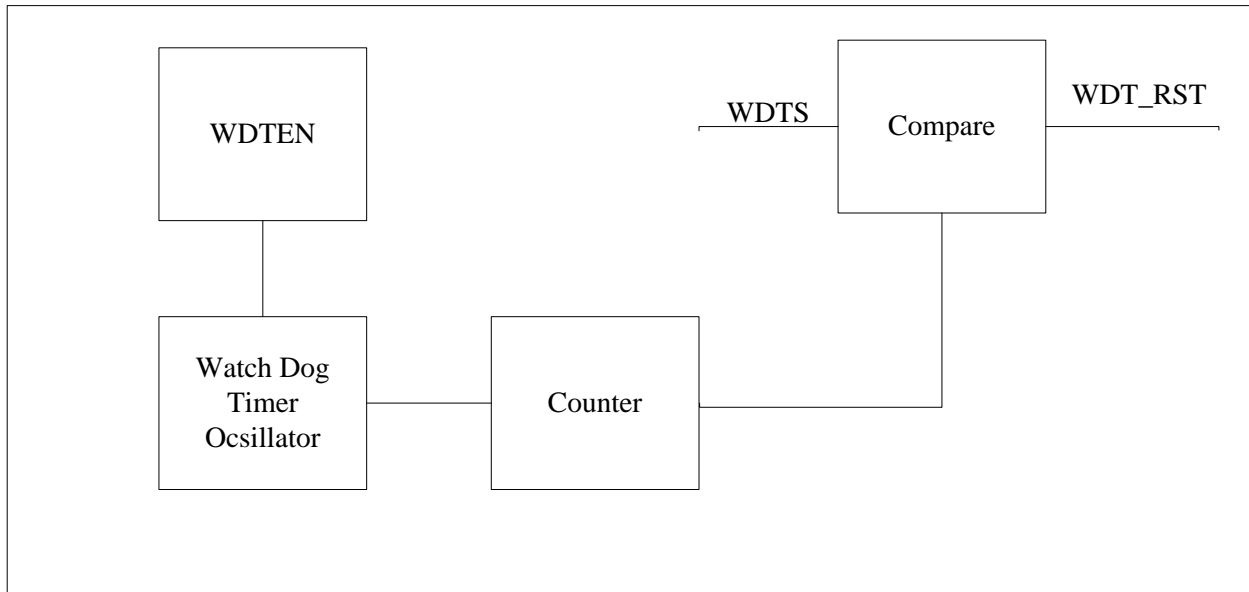 WDTEN
WDTS
Compare
WDT_RST
Watch Dog
Timer
Ocsillator
Counter